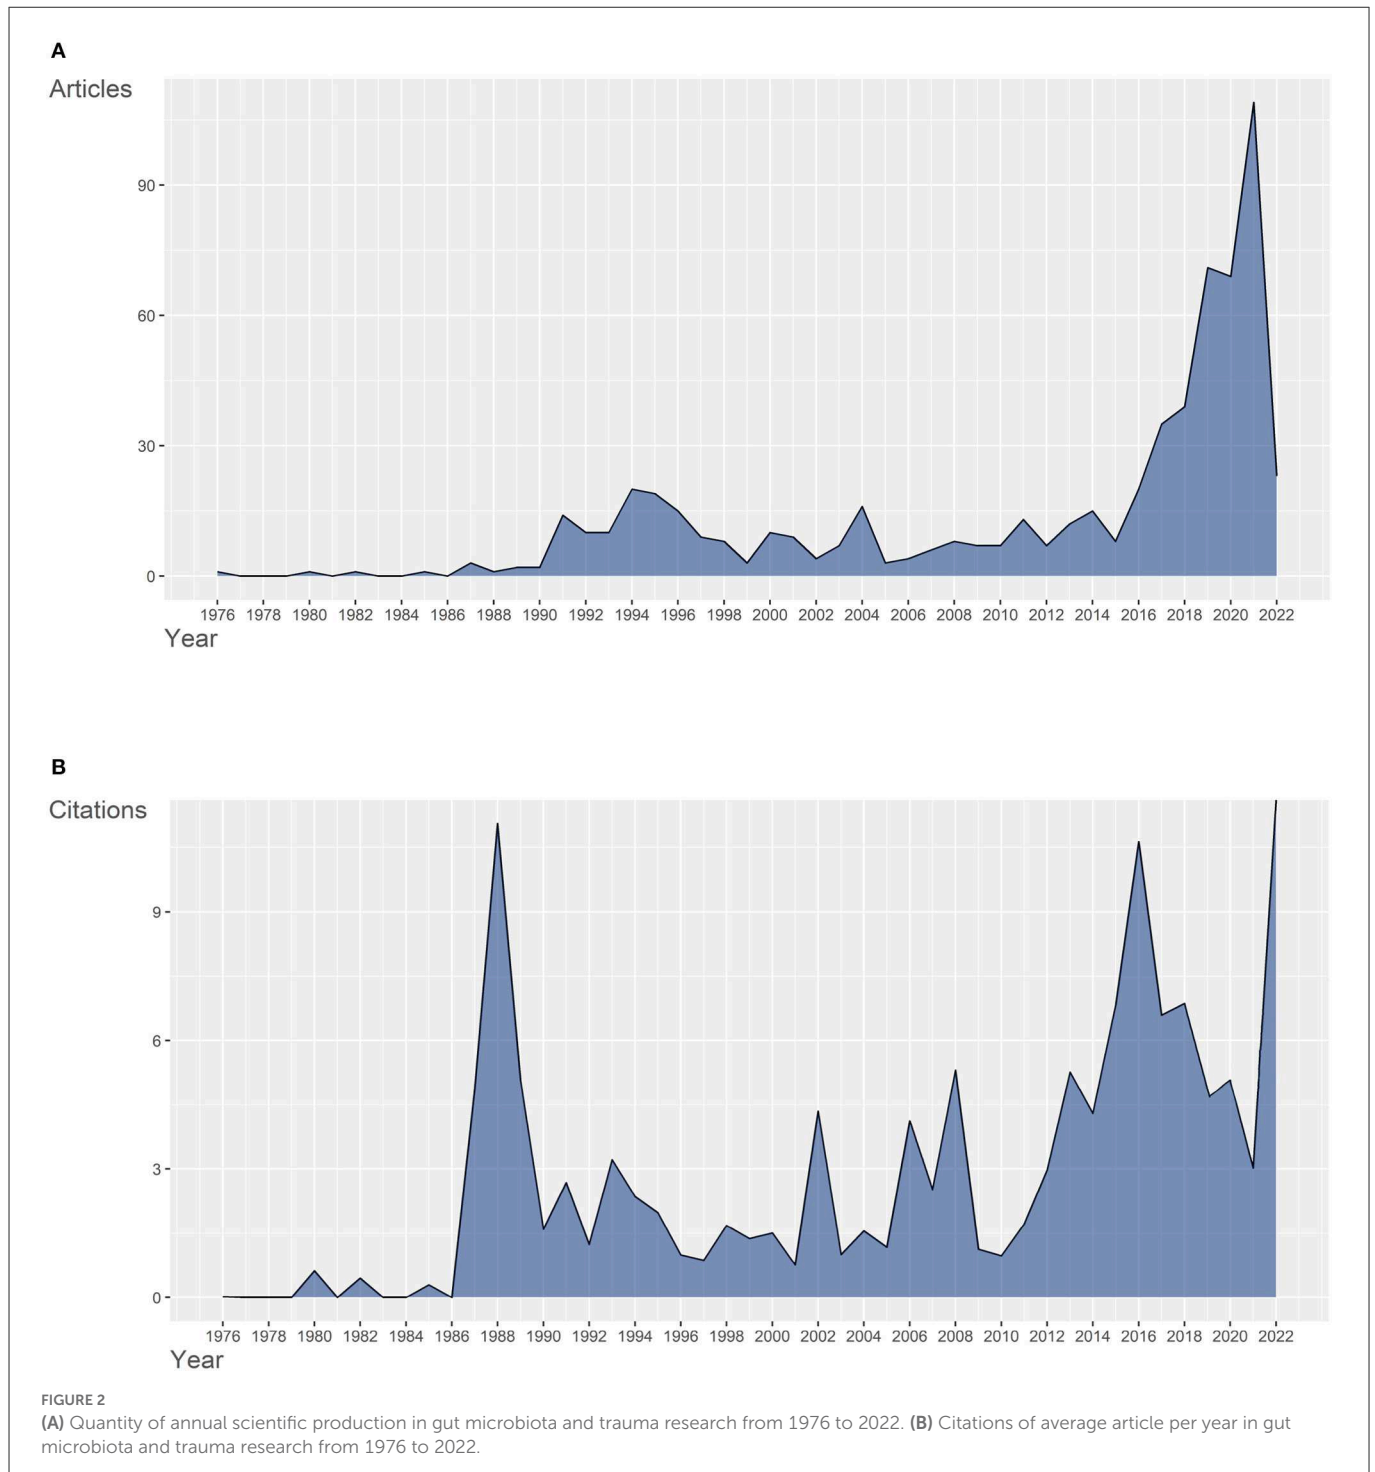 A
Articles
90
60
30
0
1976 1978 1980 1982 1984 1986 1988 1990 1992 1994 1996 1998 2000 2002 2004 2006 2008 2010 2012 2014 2016 2018 2020 2022
Year
B
Citations
9
6
3
0
1976 1978 1980 1982 1984 1986 1988 1990 1992 1994 1996 1998 2000 2002 2004 2006 2008 2010 2012 2014 2016 2018 2020 2022
Year
FIGURE 2
(A) Quantity of annual scientific production in gut microbiota and trauma research from 1976 to 2022. (B) Citations of average article per year in gut
microbiota and trauma research from 1976 to 2022.